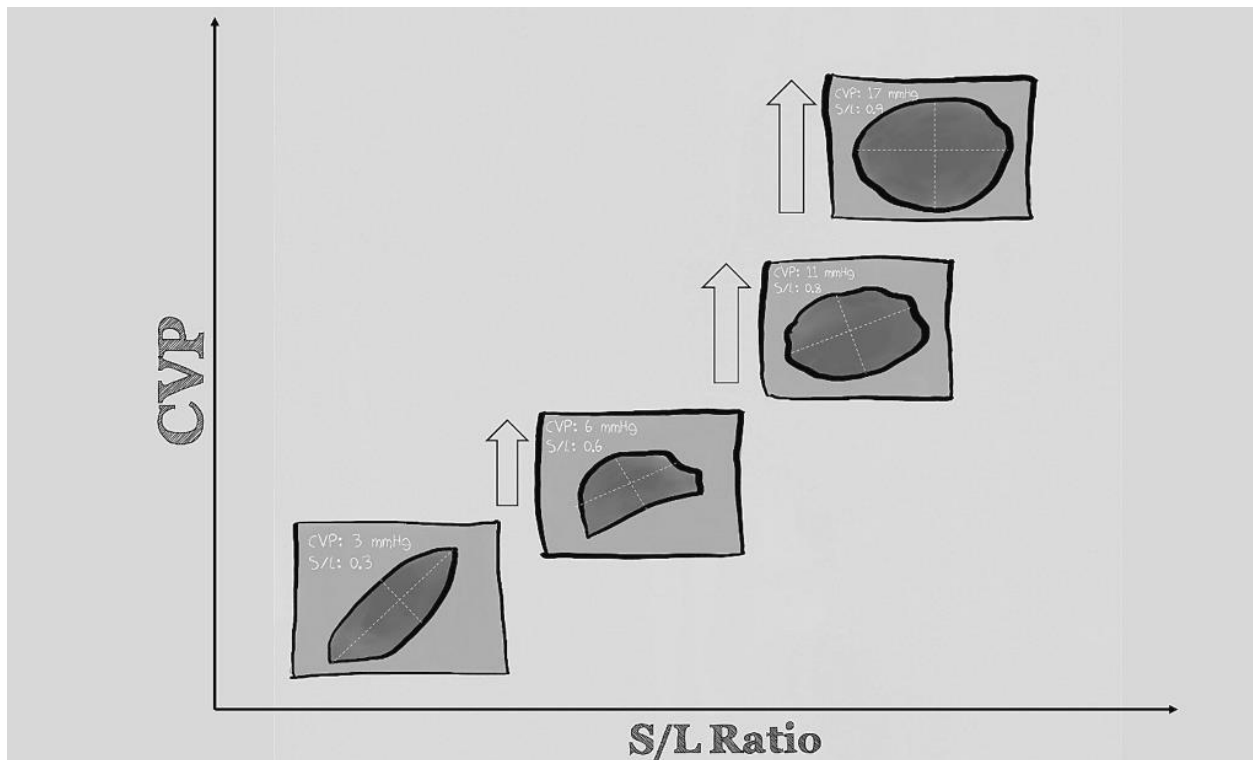 CVP: 17 mmHg
S/L: 0.9
CVP: 11 mmHg
S/L: 0.8
CVP
CVP: 6 mmHg
S/L: 0.6
CVP: 3 mmHg
S/L: 0.3
S/L Ratio